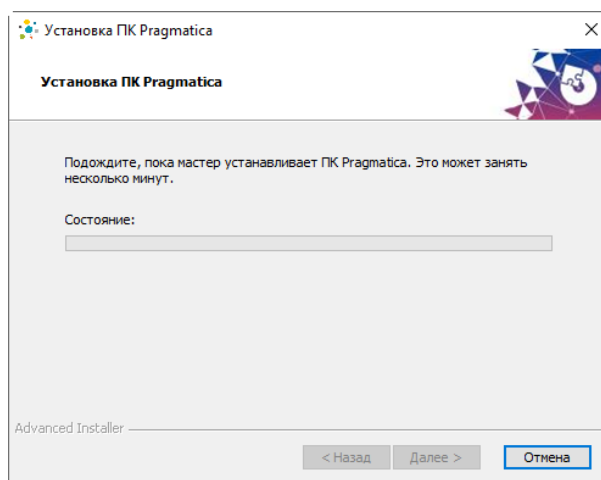 Установка ПК Pragmatica
Установка ПК Pragmatica
Подождите, пока мастер устанавливает ПК Pragmatica. Это может занять
несколько минут.
Состояние:
Advanced Installer
< Назад
Далее >
Отмена